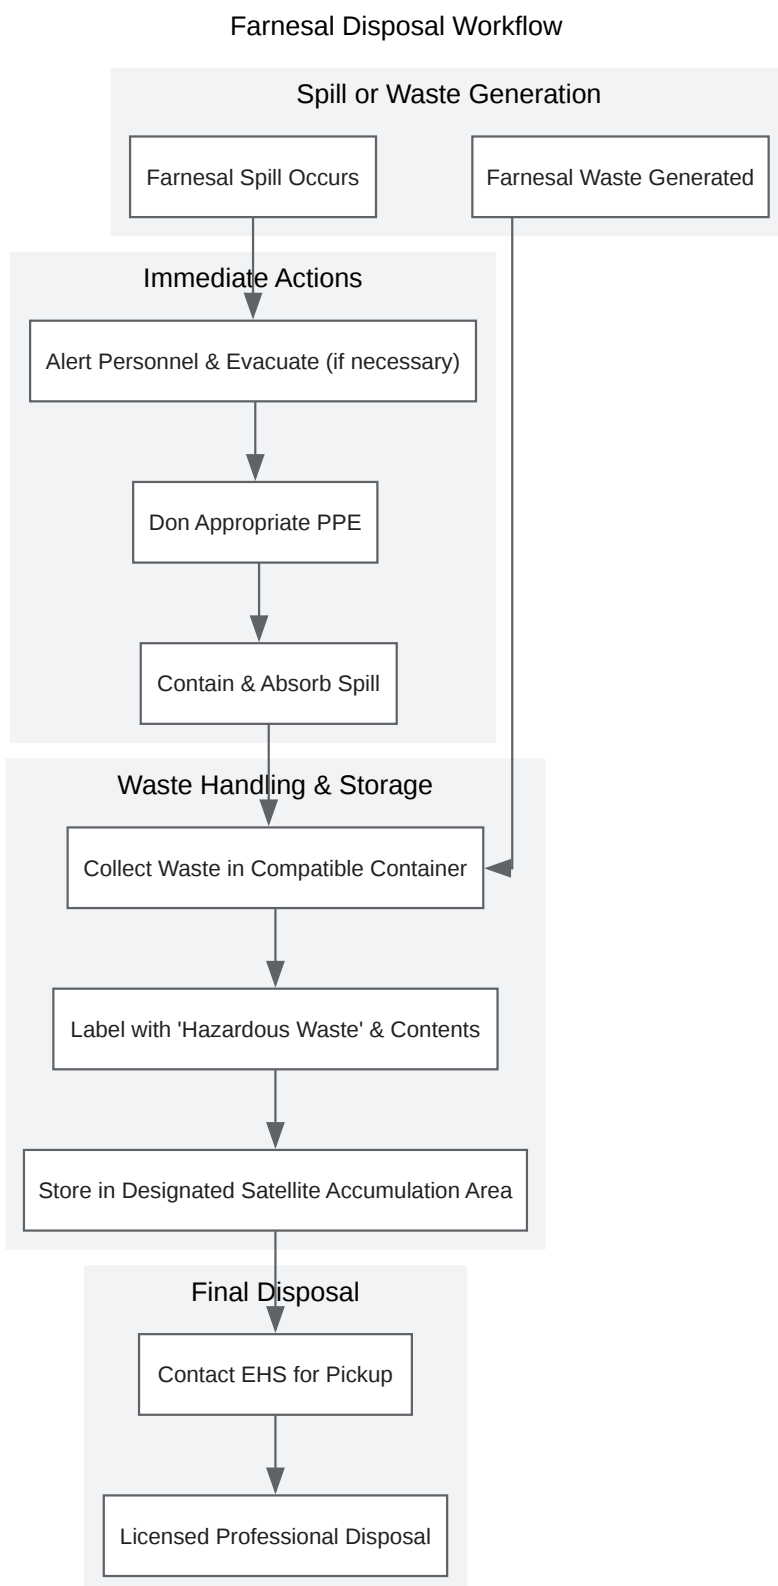 Farnesal Disposal Workflow
Spill or Waste Generation
Farnesal Spill Occurs
Farnesal Waste Generated
Immediate Actions
Alert Personnel & Evacuate (if necessary)
Don Appropriate PPE
Contain & Absorb Spill
Waste Handling & Storage
Collect Waste in Compatible Container
Label with 'Hazardous Waste' & Contents
Store in Designated Satellite Accumulation Area
Final Disposal
Contact EHS for Pickup
Licensed Professional Disposal